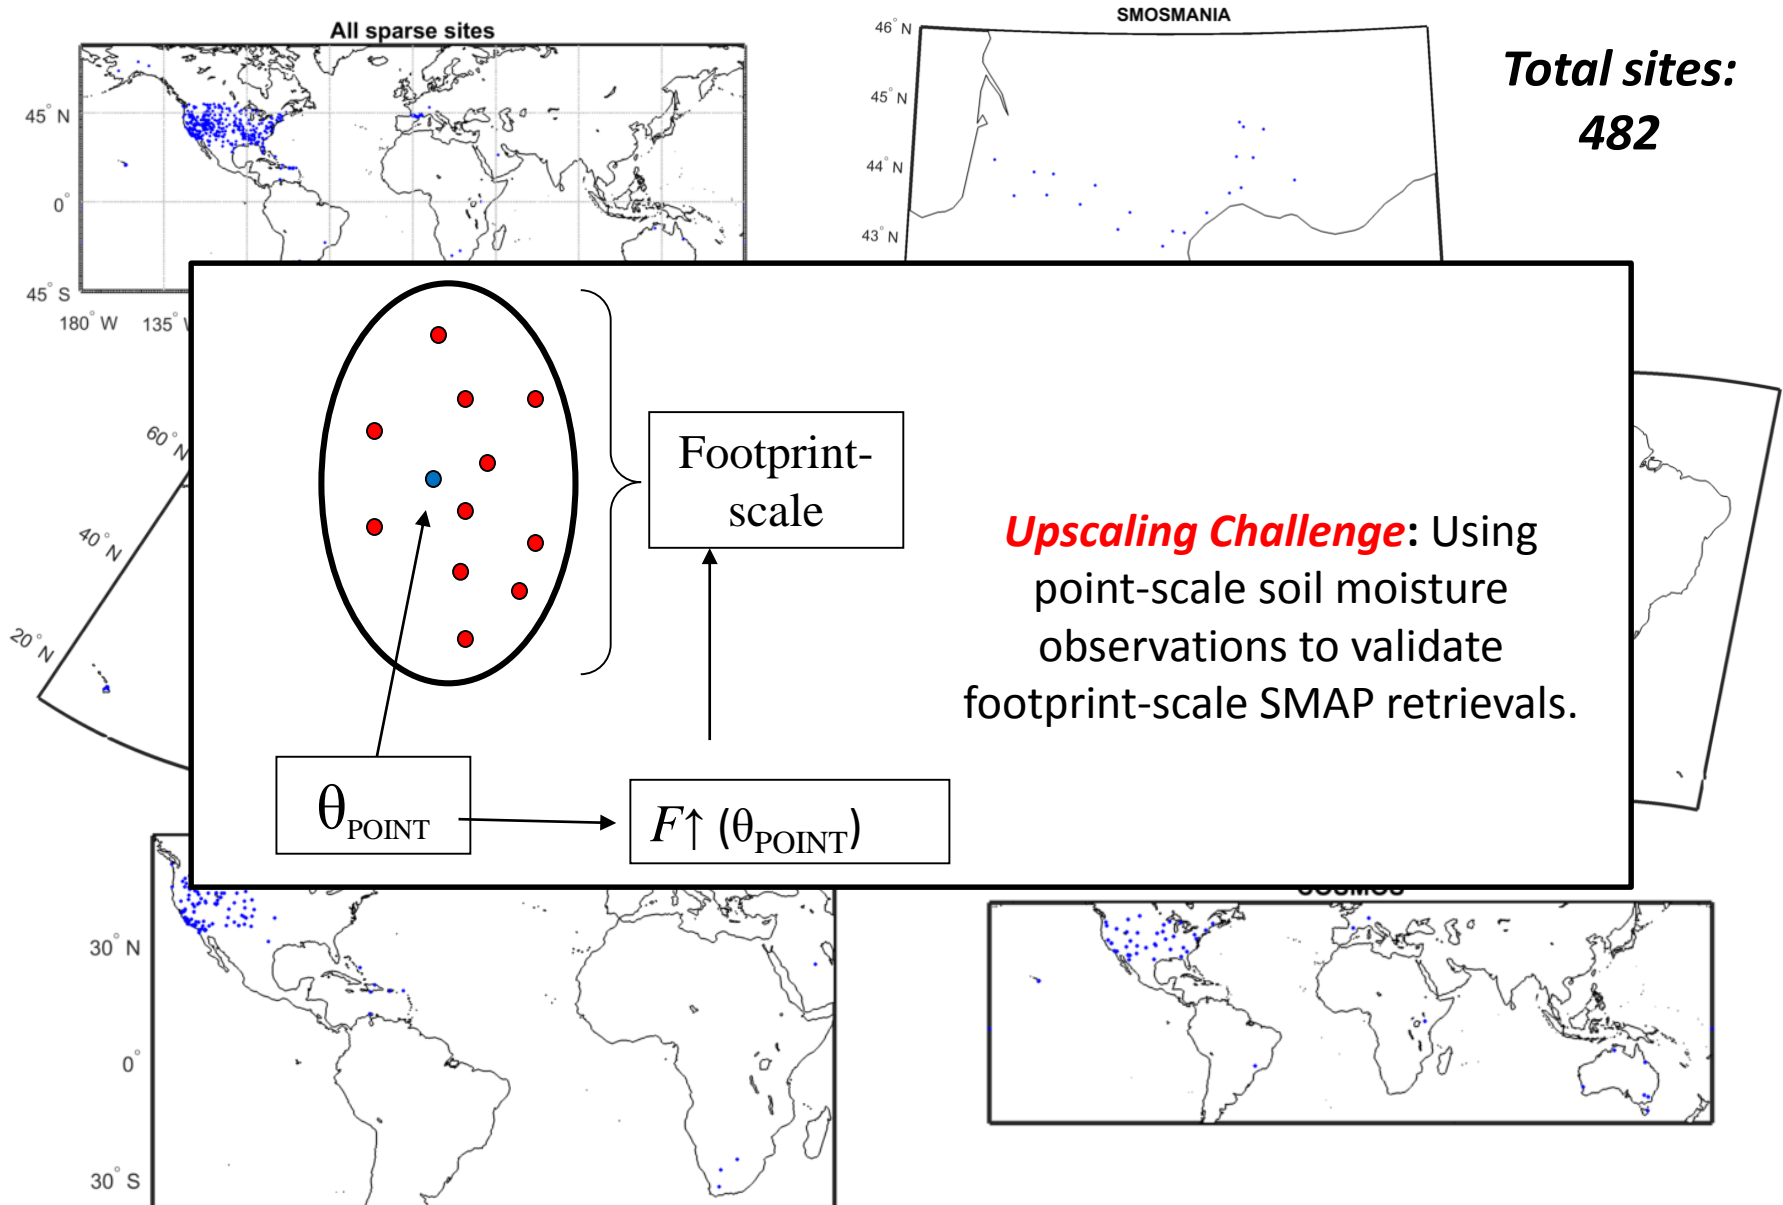 All sparse sites
SMOSMANIA
Total sites:
482
46° N
45° N
44° N
43° N
45° N
0°
45° S
180° W
135°
60° N
40° N
20° N
Footprint-
scale
Upscaling Challenge: Using
point-scale soil moisture
observations to validate
footprint-scale SMAP retrievals.
θPOINT
F↑ (θPOINT)
COSMOS
30° N
0°
30° S